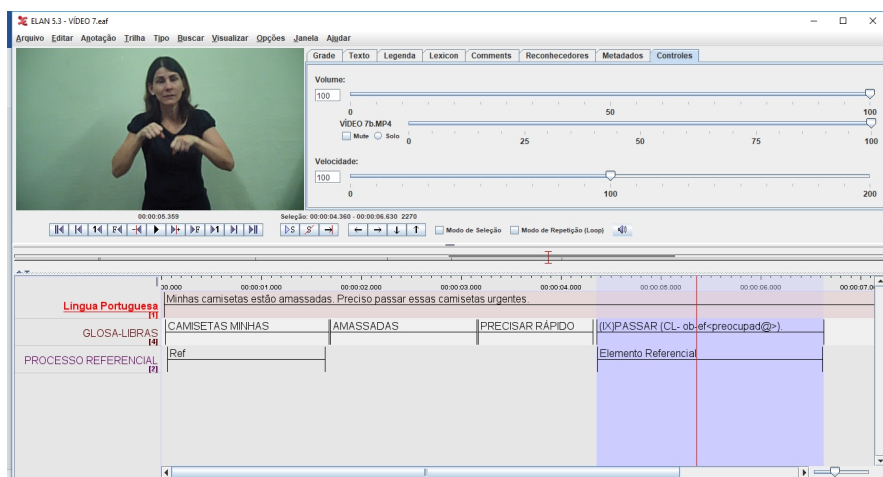 ELAN 5.3 - VÍDEO 7.eaf
Arquivo Editar Anotação Trilha Tipo Buscar Visualizar Opções Janela Ajudar
Grade Texto Legenda Lexicon Comments Reconhecedores Metadados Controles
Volume:
100
0 50 100
VÍDEO 7b.MP4
Mute Solo 0 25 50 75 100
Velocidade:
100
0 100 200
00:00:05.359 Seleção: 00:00:04.360 - 00:00:06.630 2270
1 F F 1 S S Modo de Seleção Modo de Repetição (Loop)
00.000 00:00:01.000 00:00:02.000 00:00:03.000 00:00:04.000 00:00:05.000 00:00:06.000 00:00:07.0
Língua Portuguesa Minhas camisetas estão amassadas. Preciso passar essas camisetas urgentes.
[1]
GLOSA-LIBRAS CAMISETAS MINHAS AMASSADAS PRECISAR RÁPIDO (IX)PASSAR (CL- ob-ef<preocupad@>).
[4]
PROCESSO REFERENCIAL Ref Elemento Referencial
[2]